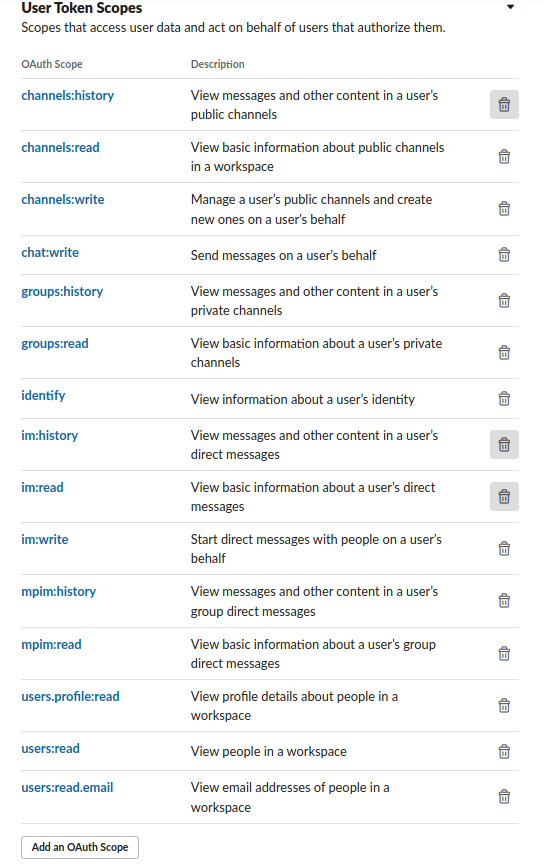 User Token Scopes
Scopes that access user data and act on behalf of users that authorize them.
OAuth Scope Description
channels:history View messages and other content in a user's
public channels
channels:read View basic information about public channels
in a workspace
channels:write Manage a user's public channels and create
new ones on a user's behalf
chat:write Send messages on a user's behalf
groups:history View messages and other content in a user's
private channels
groups:read View basic information about a user's private
channels
identify View information about a user's identity
im:history View messages and other content in a user's
direct messages
im:read View basic information about a user's direct
messages
im:write Start direct messages with people on a user's
behalf
mpim:history View messages and other content in a user's
group direct messages
mpim:read View basic information about a user's group
direct messages
users.profile:read View profile details about people in a
workspace
users:read View people in a workspace
users:read.email View email addresses of people in a
workspace
Add an OAuth Scope